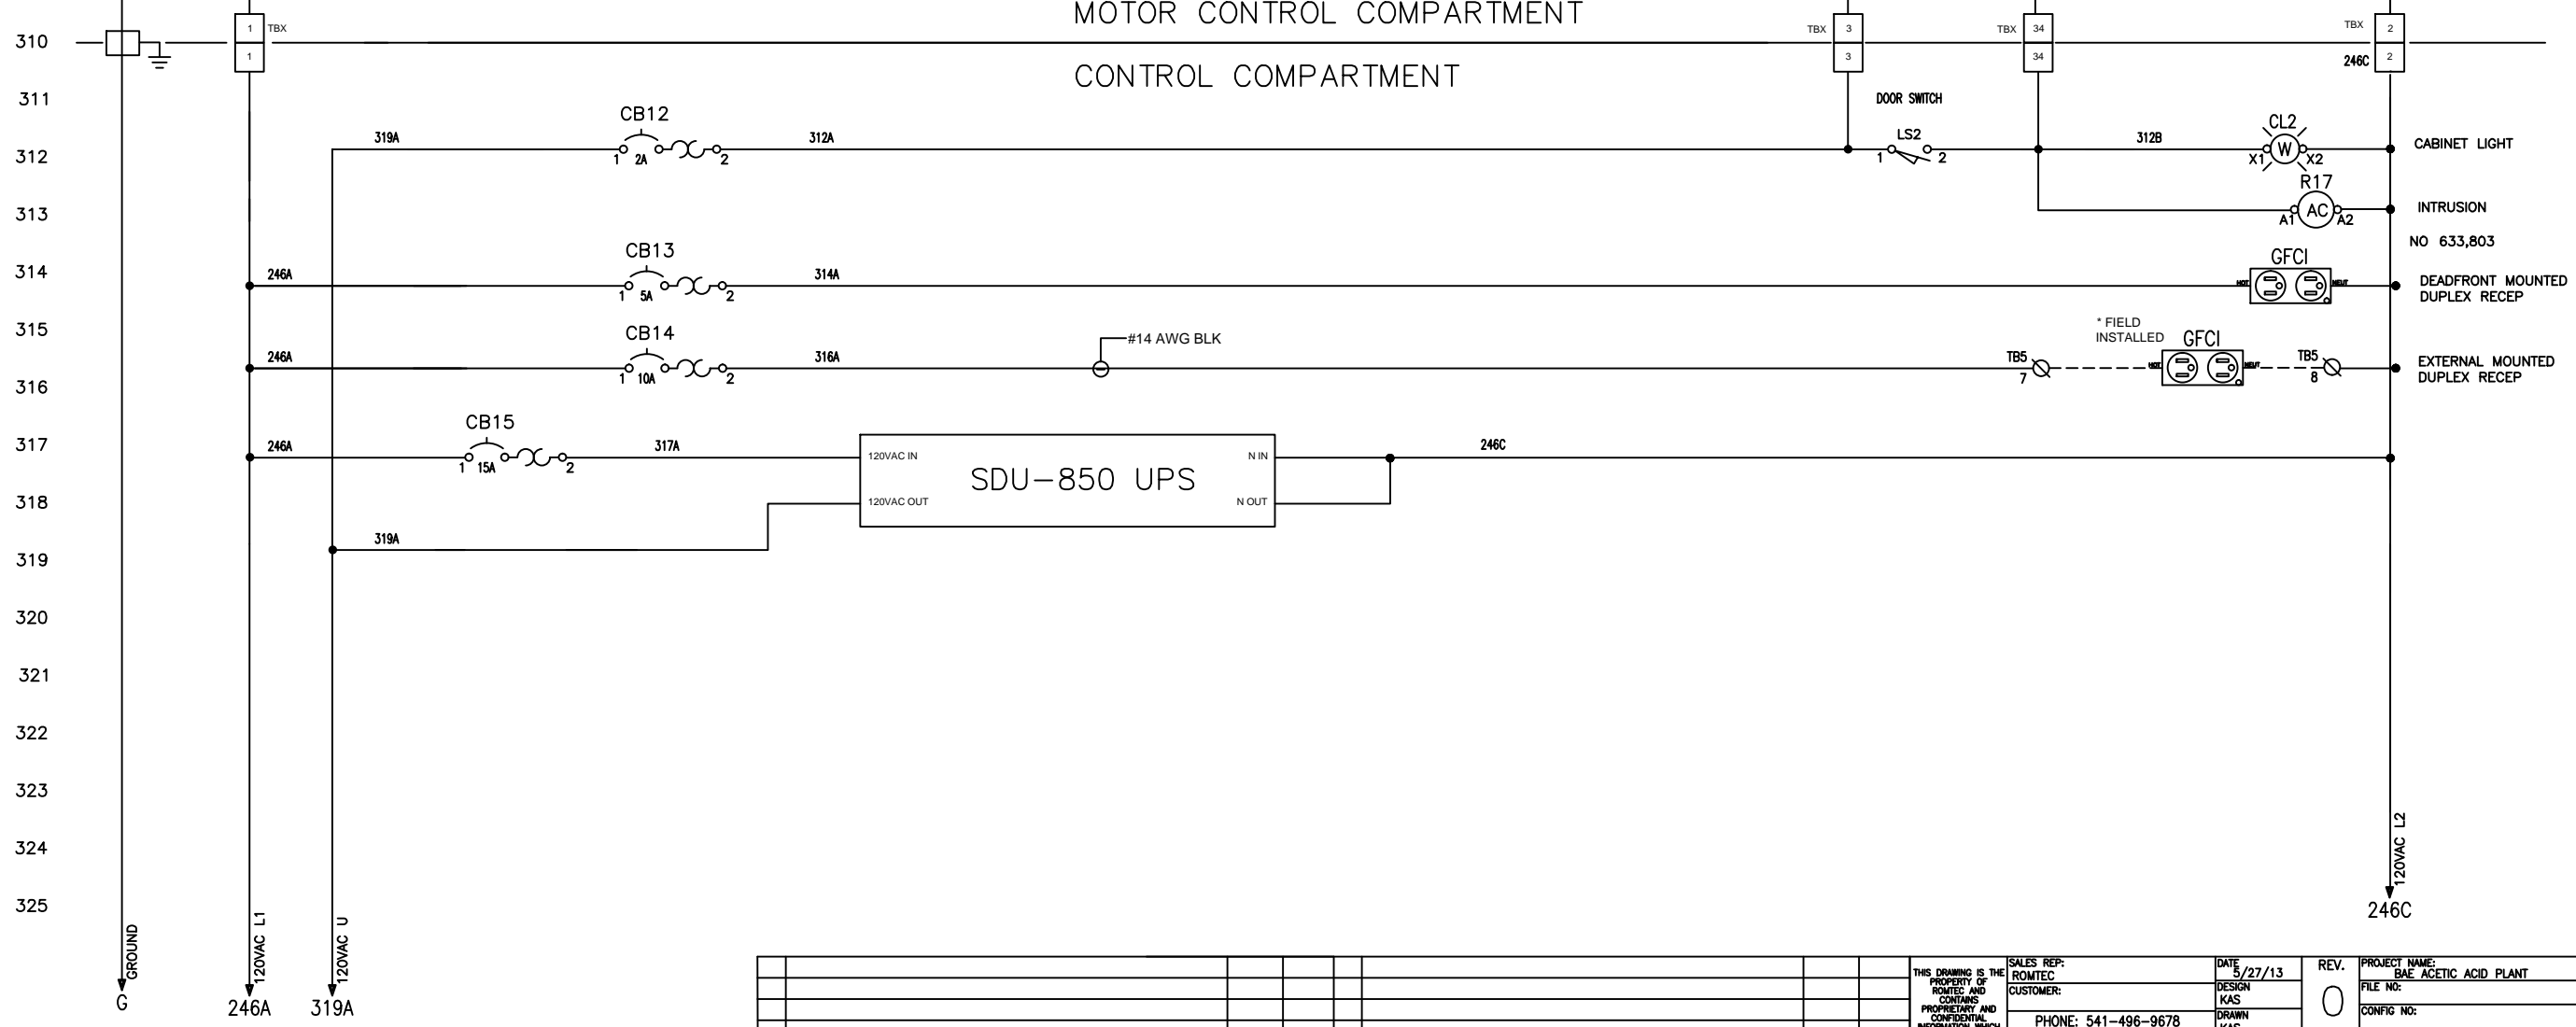 MOTOR CONTROL COMPARTMENT
310
1 TBX
1
TBX 3
3
TBX 34
34
TBX 2
246C 2
CONTROL COMPARTMENT
311
DOOR SWITCH
312
319A
CB12
1 2A 2
312A
LS2
1 2
312B
CL2
X1 W X2
CABINET LIGHT
313
R17
A1 AC A2
INTRUSION
NO 633,803
314
246A
CB13
1 5A 2
314A
GFCI
HOT NEUT
DEADFRONT MOUNTED
DUPLEX RECEP
315
246A
CB14
1 10A 2
316A
#14 AWG BLK
TB5
7
* FIELD
INSTALLED
GFCI
HOT NEUT
TB5
8
EXTERNAL MOUNTED
DUPLEX RECEP
316
317
246A
CB15
1 15A 2
317A
120VAC IN
N IN
SDU-850 UPS
120VAC OUT
N OUT
246C
318
319A
319
320
321
322
323
324
325
GROUND
G
120VAC L1
246A
120VAC U
319A
120VAC L2
246C
THIS DRAWING IS THE
PROPERTY OF
ROMTEC AND
CONTAINS
PROPRIETARY AND
CONFIDENTIAL
INFORMATION WHICH
SALES REP:
ROMTEC
CUSTOMER:
PHONE: 541-496-9678
DATE
5/27/13
DESIGN
KAS
DRAWN
KAS
REV.
0
PROJECT NAME:
BAE ACETIC ACID PLANT
FILE NO:
CONFIG NO: